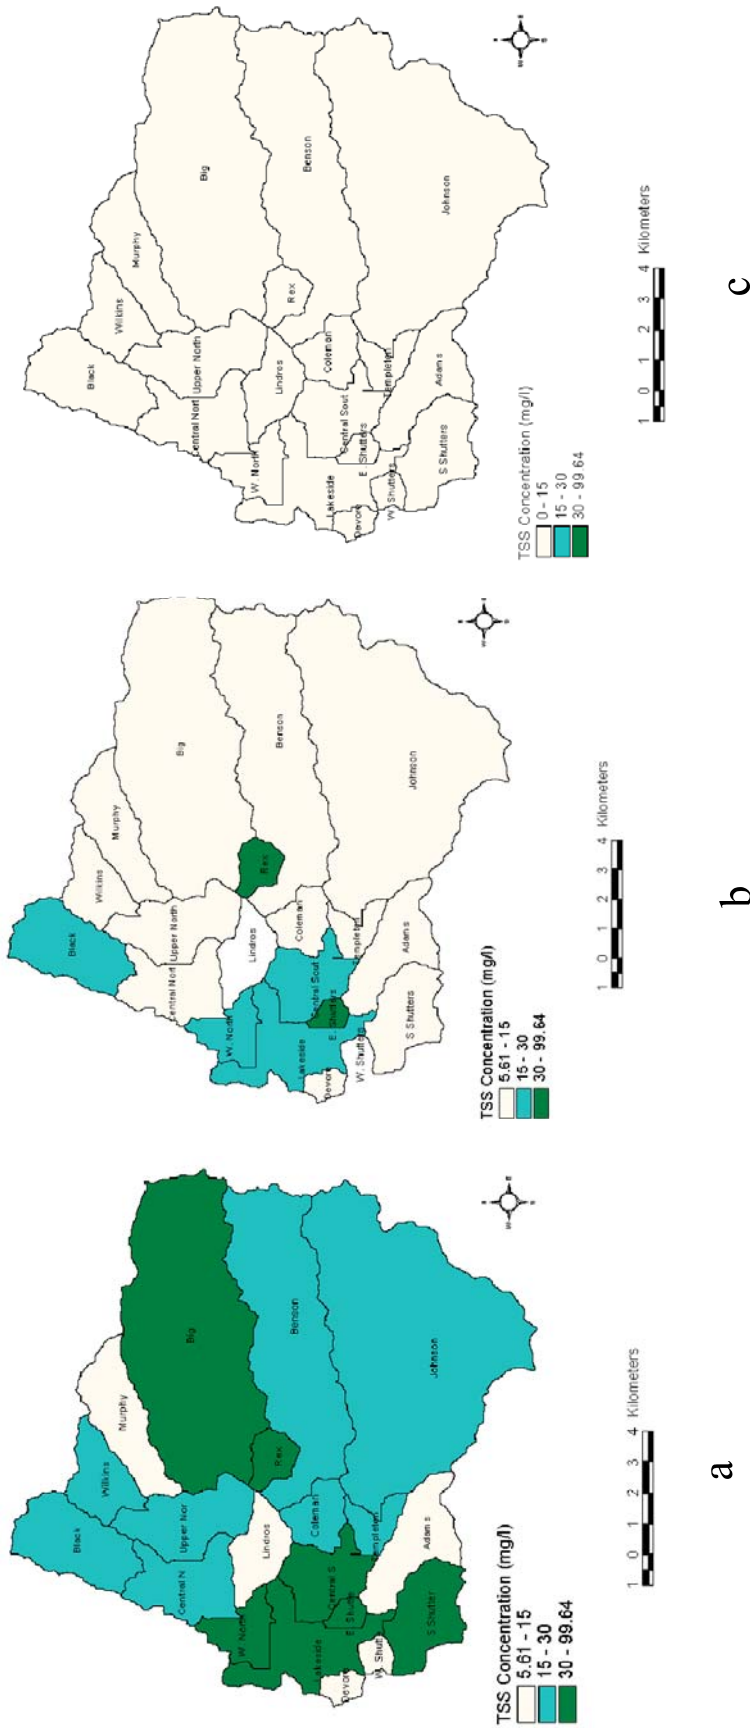 Black
Wilkins
Murphy
Central N
Upper Nor
Big
W. North
Lindros
Rex
Benson
Lakeside
Central S
Coleman
Devore
E. Shutte
Templeton
Johnson
W. Shutte
Adams
S Shutter
TSS Concentration (mg/l)
5.61 - 15
15 - 30
30 - 99.64
1 0 1 2 3 4 Kilometers
a
Black
Wilkins
Murphy
Central Nort
Upper North
Big
W. North
Lindros
Rex
Benson
Lakeside
Central Sout
Coleman
Devore
E. Shutters
Templeton
Johnson
W. Shutters
Adams
S Shutters
TSS Concentration (mg/l)
5.61 - 15
15 - 30
30 - 99.64
1 0 1 2 3 4 Kilometers
b
Black
Wilkins
Murphy
Central Nort
Upper North
Big
W. North
Lindros
Rex
Benson
Lakeside
Central Sout
Coleman
Devore
E. Shutters
Templeton
Johnson
W. Shutters
Adams
S Shutters
TSS Concentration (mg/l)
0 - 15
15 - 30
30 - 99.64
1 0 1 2 3 4 Kilometers
c